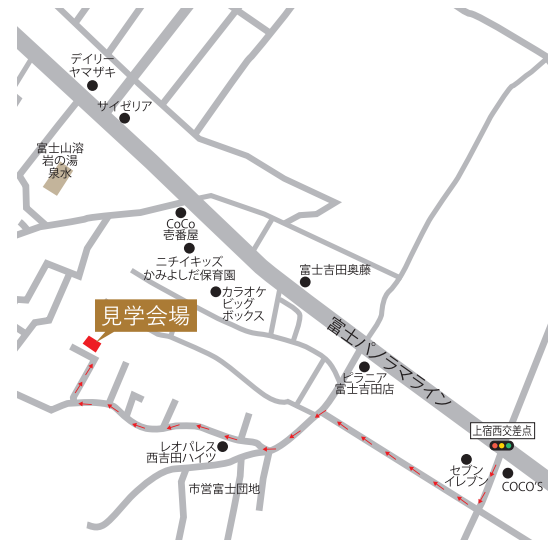 デイリー
ヤマザキ
サイゼリア
富士山溶
岩の湯
泉水
CoCo
壱番屋
ニチイキッズ
かみよしだ保育園
カラオケ
ビッグ
ボックス
富士吉田奥藤
見学会場
富士パノラマライン
ピラニア
富士吉田店
上宿西交差点
レオパレス
西吉田ハイツ
セブン
イレブン
COCO'S
市営富士団地